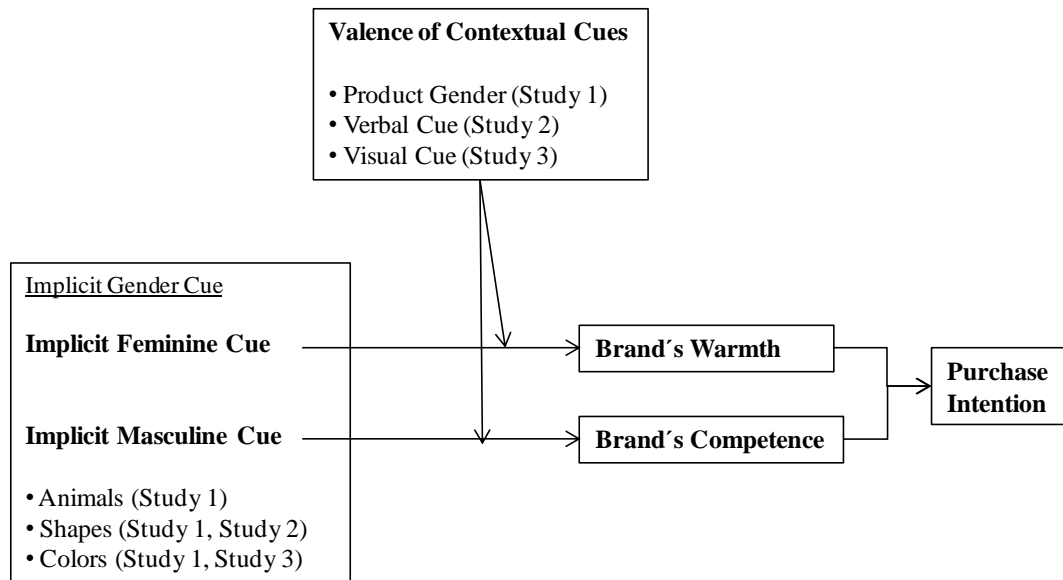 Valence of Contextual Cues
• Product Gender (Study 1)
• Verbal Cue (Study 2)
• Visual Cue (Study 3)
Implicit Gender Cue
Implicit Feminine Cue
Brand´s Warmth
Purchase
Intention
Implicit Masculine Cue
Brand´s Competence
• Animals (Study 1)
• Shapes (Study 1, Study 2)
• Colors (Study 1, Study 3)